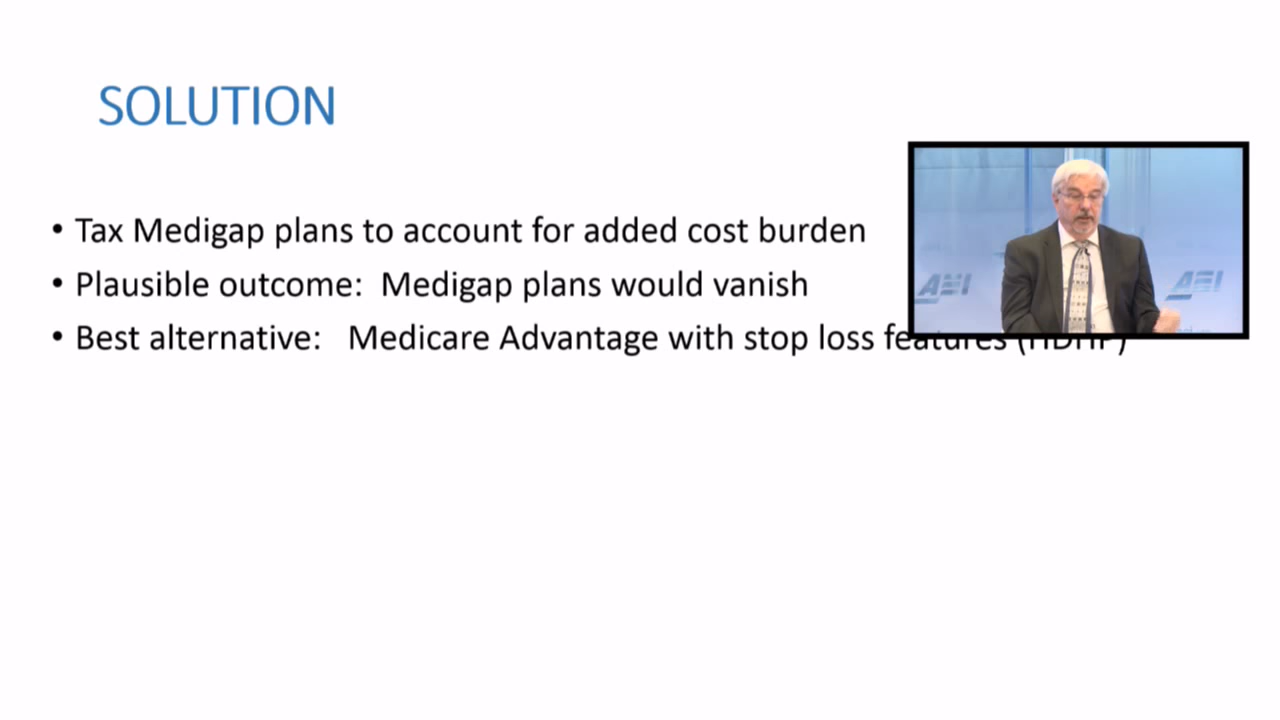 SOLUTION
• Tax Medigap plans to account for added cost burden
• Plausible outcome: Medigap plans would vanish
• Best alternative: Medicare Advantage with stop loss features (HDHP)
AEI
AEI